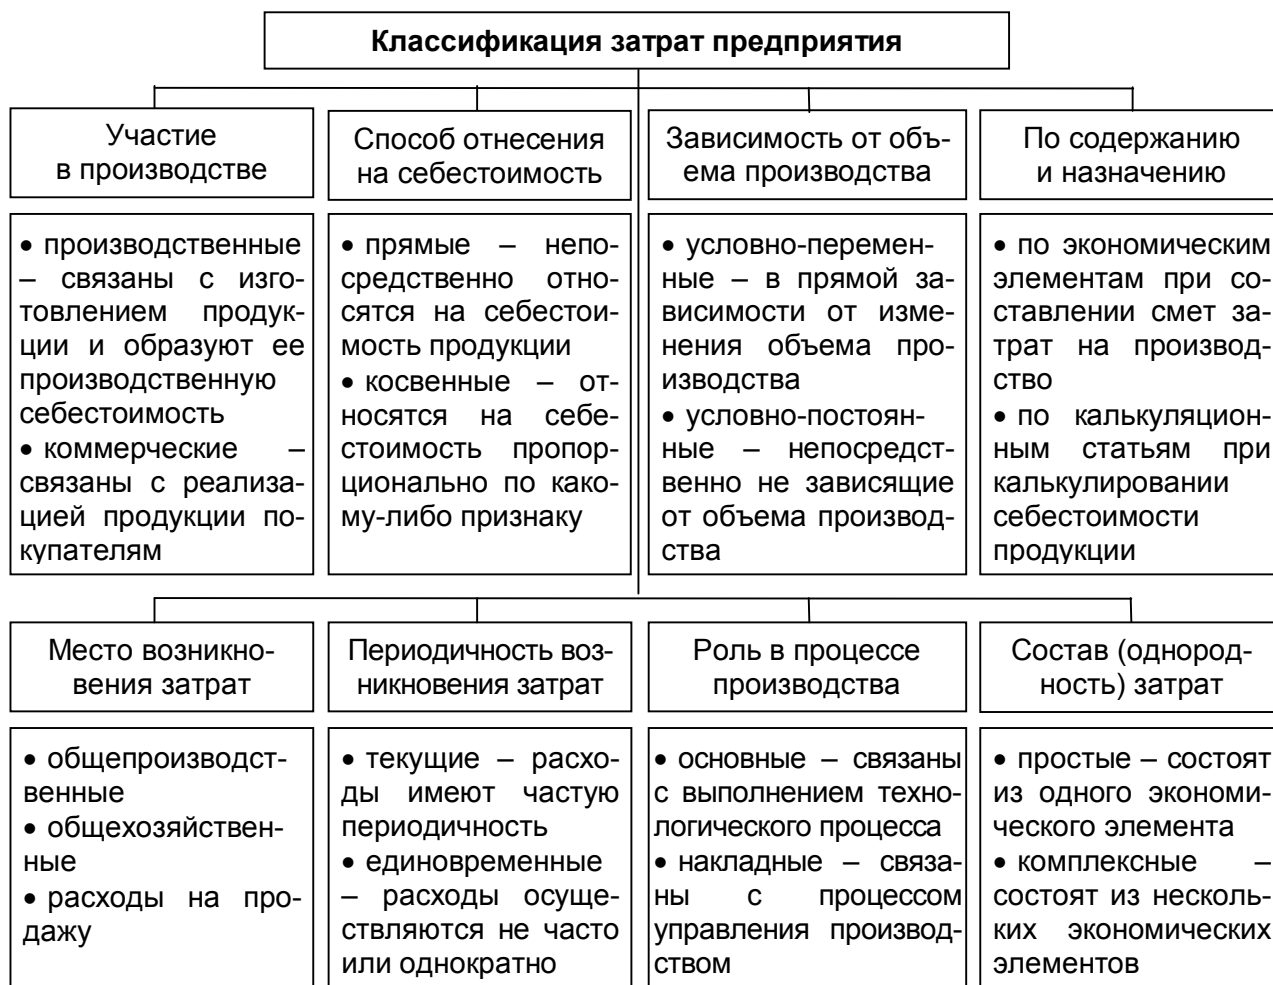 Классификация затрат предприятия
Участие
в производстве
Способ отнесения
на себестоимость
Зависимость от объ-
ема производства
По содержанию
и назначению
• производственные
– связаны с изго-
товлением продук-
ции и образуют ее
производственную
себестоимость
• коммерческие –
связаны с реализа-
цией продукции по-
купателям
• прямые – непо-
средственно отно-
сятся на себестои-
мость продукции
• косвенные – от-
носятся на себе-
стоимость пропор-
ционально по како-
му-либо признаку
• условно-перемен-
ные – в прямой за-
висимости от изме-
нения объема про-
изводства
• условно-постоян-
ные – непосредст-
венно не зависящие
от объема производ-
ства
• по экономическим
элементам при со-
ставлении смет за-
трат на производ-
ство
• по калькуляцион-
ным статьям при
калькулировании
себестоимости
продукции
Место возникно-
вения затрат
Периодичность воз-
никновения затрат
Роль в процессе
производства
Состав (однород-
ность) затрат
• общепроизводст-
венные
• общехозяйствен-
ные
• расходы на про-
дажу
• текущие – расхо-
ды имеют частую
периодичность
• единовременные
– расходы осуще-
ствляются не часто
или однократно
• основные – связаны
с выполнением техно-
логического процесса
• накладные – связа-
ны с процессом
управления производ-
ством
• простые – состоят
из одного экономи-
ческого элемента
• комплексные –
состоят из несколь-
ких экономических
элементов